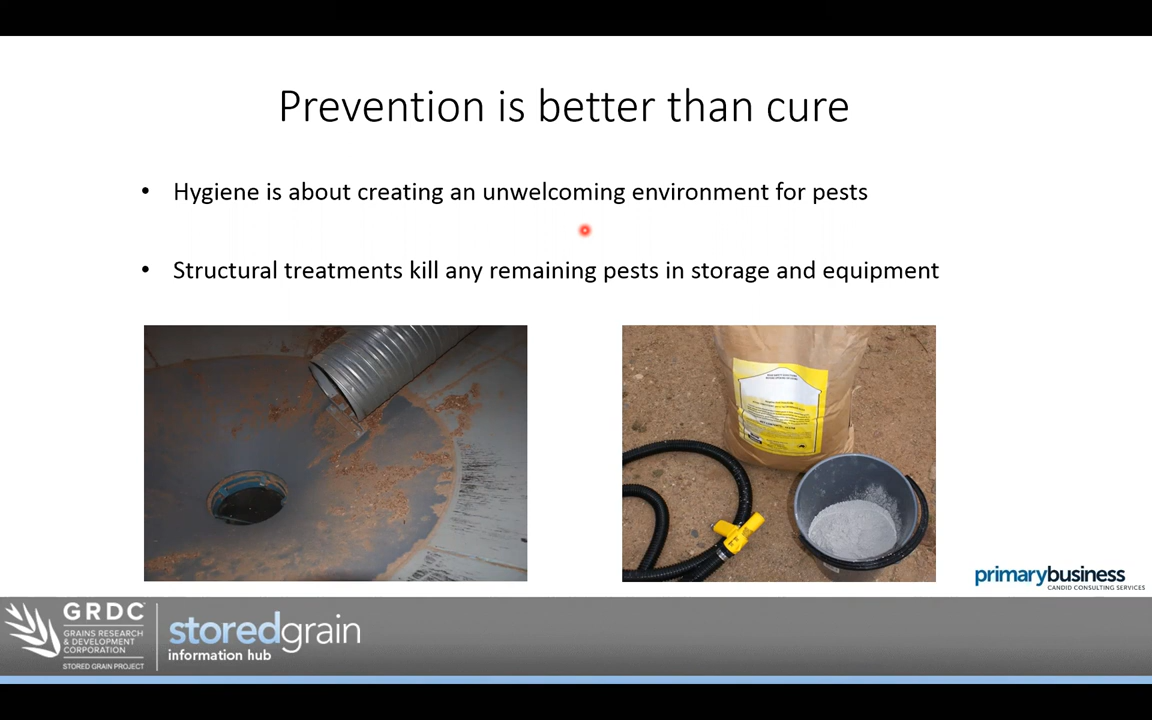 Prevention is better than cure
• Hygiene is about creating an unwelcoming environment for pests
• Structural treatments kill any remaining pests in storage and equipment
primarybusiness
CANDID CONSULTING SERVICES
GRDC
GRAINS RESEARCH
& DEVELOPMENT
CORPORATION
STORED GRAIN PROJECT
storedgrain
information hub